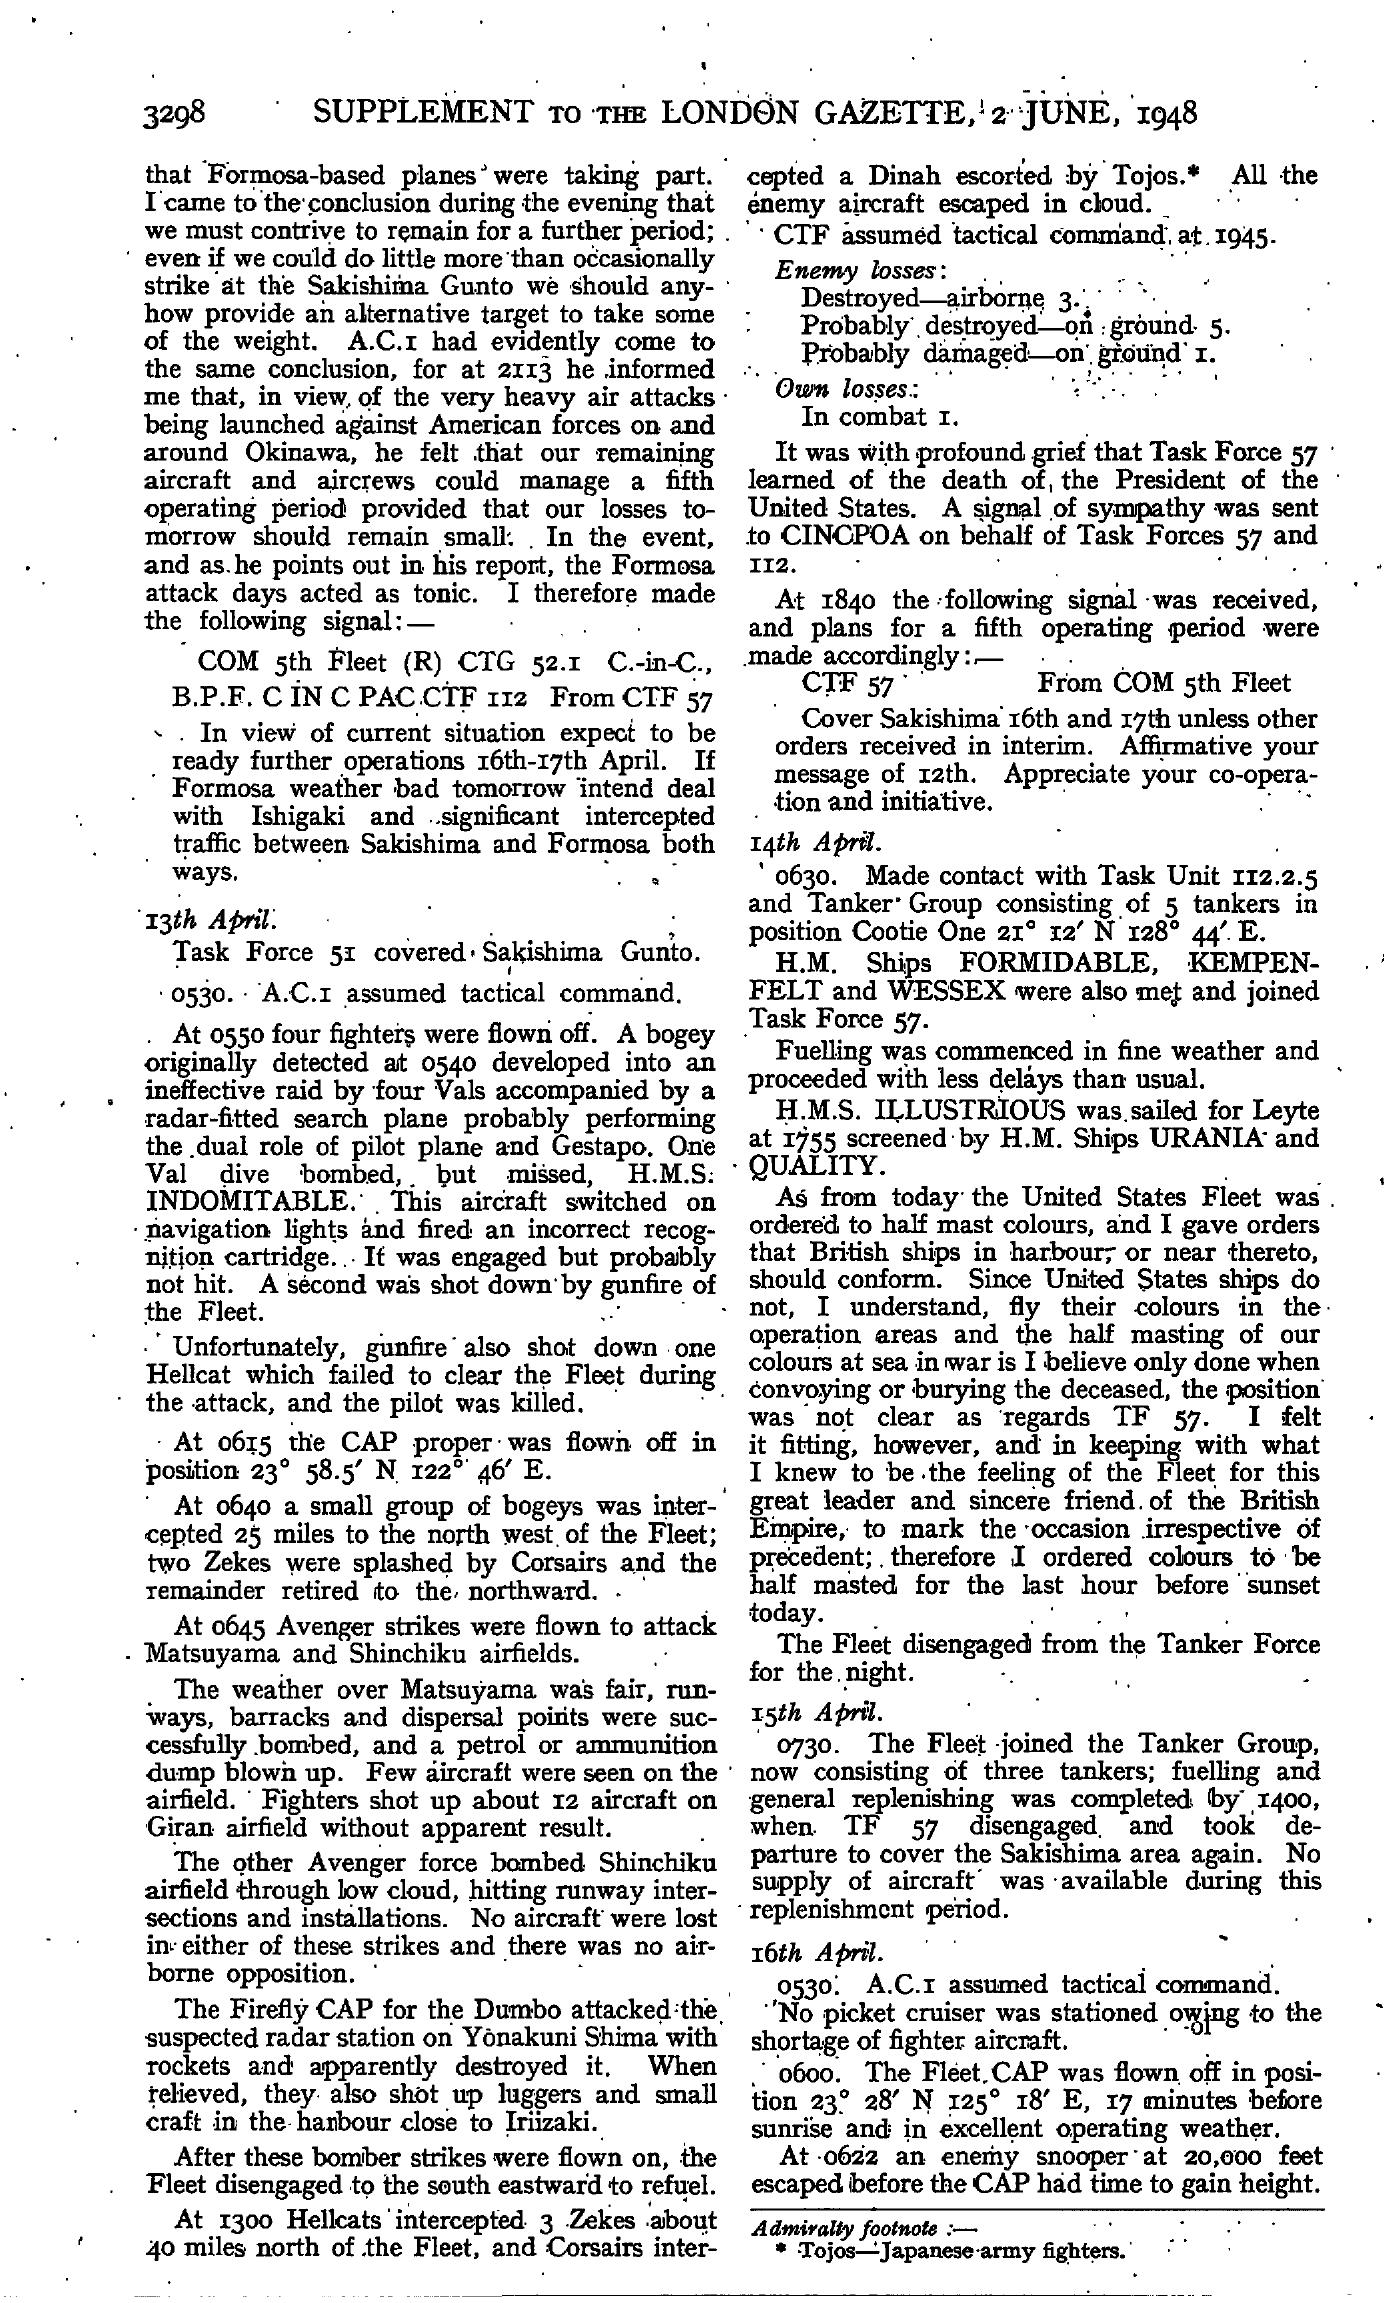 3298 SUPPLEMENT TO THE LONDON GAZETTE, 2 JUNE, 1948
that Formosa-based planes were taking part.
I came to the conclusion during the evening that
we must contrive to remain for a further period;
even if we could do little more than occasionally
strike at the Sakishima Gunto we should any-
how provide an alternative target to take some
of the weight. A.C.1 had evidently come to
the same conclusion, for at 2113 he informed
me that, in view of the very heavy air attacks
being launched against American forces on and
around Okinawa, he felt that our remaining
aircraft and aircrews could manage a fifth
operating period provided that our losses to-
morrow should remain small. In the event,
and as he points out in his report, the Formosa
attack days acted as tonic. I therefore made
the following signal:—
COM 5th Fleet (R) CTG 52.1 C.-in-C.,
B.P.F. C IN C PAC CTF 112 From CTF 57
In view of current situation expect to be
ready further operations 16th-17th April. If
Formosa weather bad tomorrow intend deal
with Ishigaki and significant intercepted
traffic between Sakishima and Formosa both
ways.
13th April.
Task Force 51 covered Sakishima Gunto.
0530. A.C.1 assumed tactical command.
At 0550 four fighters were flown off. A bogey
originally detected at 0540 developed into an
ineffective raid by four Vals accompanied by a
radar-fitted search plane probably performing
the dual role of pilot plane and Gestapo. One
Val dive bombed, but missed, H.M.S.
INDOMITABLE. This aircraft switched on
navigation lights and fired an incorrect recog-
nition cartridge. It was engaged but probably
not hit. A second was shot down by gunfire of
the Fleet.
Unfortunately, gunfire also shot down one
Hellcat which failed to clear the Fleet during
the attack, and the pilot was killed.
At 0615 the CAP proper was flown off in
position 23° 58.5′ N 122° 46′ E.
At 0640 a small group of bogeys was inter-
cepted 25 miles to the north west of the Fleet;
two Zekes were splashed by Corsairs and the
remainder retired to the northward.
At 0645 Avenger strikes were flown to attack
Matsuyama and Shinchiku airfields.
The weather over Matsuyama was fair, run-
ways, barracks and dispersal points were suc-
cessfully bombed, and a petrol or ammunition
dump blown up. Few aircraft were seen on the
airfield. Fighters shot up about 12 aircraft on
Giran airfield without apparent result.
The other Avenger force bombed Shinchiku
airfield through low cloud, hitting runway inter-
sections and installations. No aircraft were lost
in either of these strikes and there was no air-
borne opposition.
The Firefly CAP for the Dumbo attacked the
suspected radar station on Yonakuni Shima with
rockets and apparently destroyed it. When
relieved, they also shot up luggers and small
craft in the harbour close to Iriizaki.
After these bomber strikes were flown on, the
Fleet disengaged to the south eastward to refuel.
At 1300 Hellcats intercepted 3 Zekes about
40 miles north of the Fleet, and Corsairs inter-
cepted a Dinah escorted by Tojos.* All the
enemy aircraft escaped in cloud.
CTF assumed tactical command at 1945.
Enemy losses:
Destroyed—airborne 3.
Probably destroyed—on ground 5.
Probably damaged—on ground 1.
Own losses:
In combat 1.
It was with profound grief that Task Force 57
learned of the death of the President of the
United States. A signal of sympathy was sent
to CINCPOA on behalf of Task Forces 57 and
112.
At 1840 the following signal was received,
and plans for a fifth operating period were
made accordingly:—
CTF 57 From COM 5th Fleet
Cover Sakishima 16th and 17th unless other
orders received in interim. Affirmative your
message of 12th. Appreciate your co-opera-
tion and initiative.
14th April.
0630. Made contact with Task Unit 112.2.5
and Tanker Group consisting of 5 tankers in
position Cootie One 21° 12′ N 128° 44′ E.
H.M. Ships FORMIDABLE, KEMPEN-
FELT and WESSEX were also met and joined
Task Force 57.
Fuelling was commenced in fine weather and
proceeded with less delays than usual.
H.M.S. ILLUSTRIOUS was sailed for Leyte
at 1755 screened by H.M. Ships URANIA and
QUALITY.
As from today the United States Fleet was
ordered to half mast colours, and I gave orders
that British ships in harbour, or near thereto,
should conform. Since United States ships do
not, I understand, fly their colours in the
operation areas and the half masting of our
colours at sea in war is I believe only done when
convoying or burying the deceased, the position
was not clear as regards TF 57. I felt
it fitting, however, and in keeping with what
I knew to be the feeling of the Fleet for this
great leader and sincere friend of the British
Empire, to mark the occasion irrespective of
precedent; therefore I ordered colours to be
half masted for the last hour before sunset
today.
The Fleet disengaged from the Tanker Force
for the night.
15th April.
0730. The Fleet joined the Tanker Group,
now consisting of three tankers; fuelling and
general replenishing was completed by 1400,
when TF 57 disengaged and took de-
parture to cover the Sakishima area again. No
supply of aircraft was available during this
replenishment period.
16th April.
0530. A.C.1 assumed tactical command.
No picket cruiser was stationed owing to the
shortage of fighter aircraft.
0600. The Fleet CAP was flown off in posi-
tion 23° 28′ N 125° 18′ E, 17 minutes before
sunrise and in excellent operating weather.
At 0622 an enemy snooper at 20,000 feet
escaped before the CAP had time to gain height.
Admiralty footnote :—
* Tojos—Japanese army fighters.